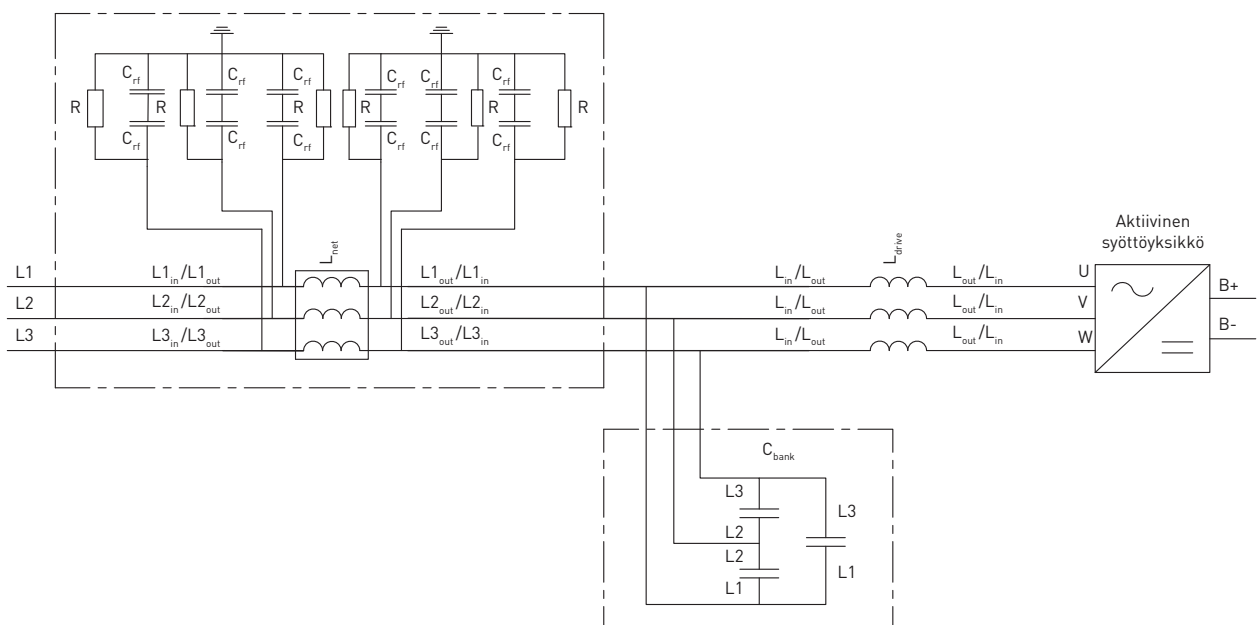 C_rf C_rf C_rf C_rf C_rf C_rf
R R R R R R
C_rf C_rf C_rf C_rf C_rf C_rf
L_net
L_drive
Aktiivinen
syöttöyksikkö
L1 L1_in/L1_out L1_out/L1_in L_in/L_out L_out/L_in U
B+
L2 L2_in/L2_out L2_out/L2_in L_in/L_out L_out/L_in V
B-
L3 L3_in/L3_out L3_out/L3_in L_in/L_out L_out/L_in W
C_bank
L3
L3
L2
L2
L1
L1